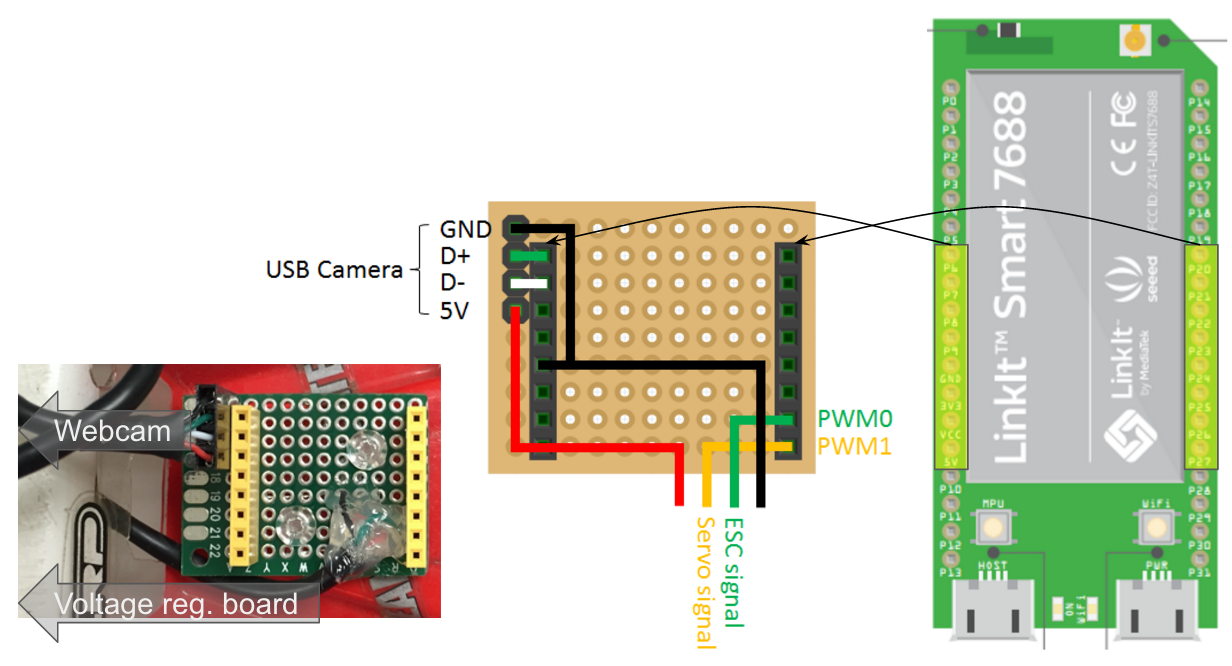 GND
D+
D-
5V
USB Camera
PWM0
PWM1
Servo signal
ESC signal
Webcam
Voltage reg. board
18
19
20
21
22
Y X W
P0
P1
P2
P3
P5
P6
P7
P8
P9
GND
3V3
VCC
5V
P10
P11
P12
P13
P14
P15
P16
P17
P18
P19
P20
P21
P22
P23
P24
P25
P26
P27
P28
P29
P30
P31
LinkIt™ Smart 7688
CE FC
FCC ID: Z4T-LINKIT57688
LinkIt
by MediaTek
seeed
MPU
WiFi
HOST
PWR
ON
WiFi